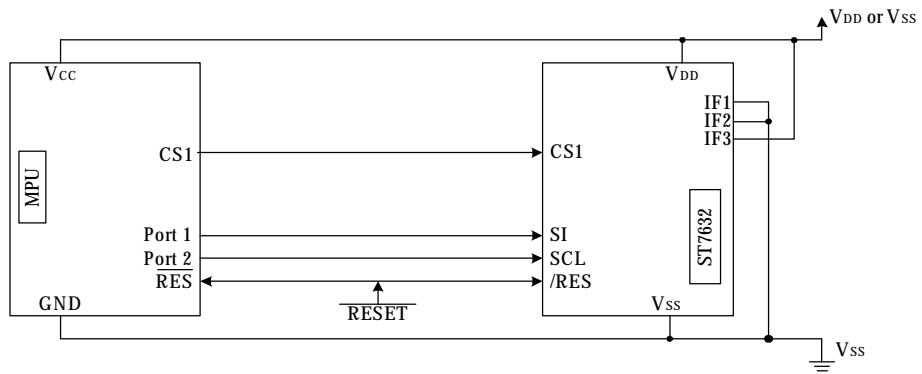 VDD or VSS
VCC
VDD
IF1
IF2
IF3
CS1
CS1
MPU
ST7632
Port 1
SI
Port 2
SCL
RES
/RES
RESET
GND
VSS
VSS